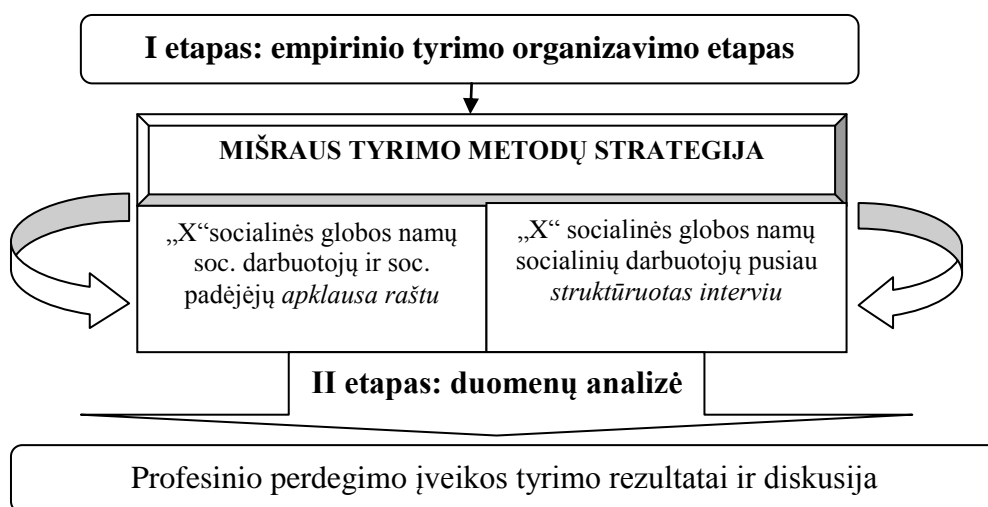 I etapas: empirinio tyrimo organizavimo etapas
MIŠRAUS TYRIMO METODŲ STRATEGIJA
„X“socialinės globos namų
soc. darbuotojų ir soc.
padėjėjų apklausa raštu
„X“ socialinės globos namų
socialinių darbuotojų pusiau
struktūruotas interviu
II etapas: duomenų analizė
Profesinio perdegimo įveikos tyrimo rezultatai ir diskusija